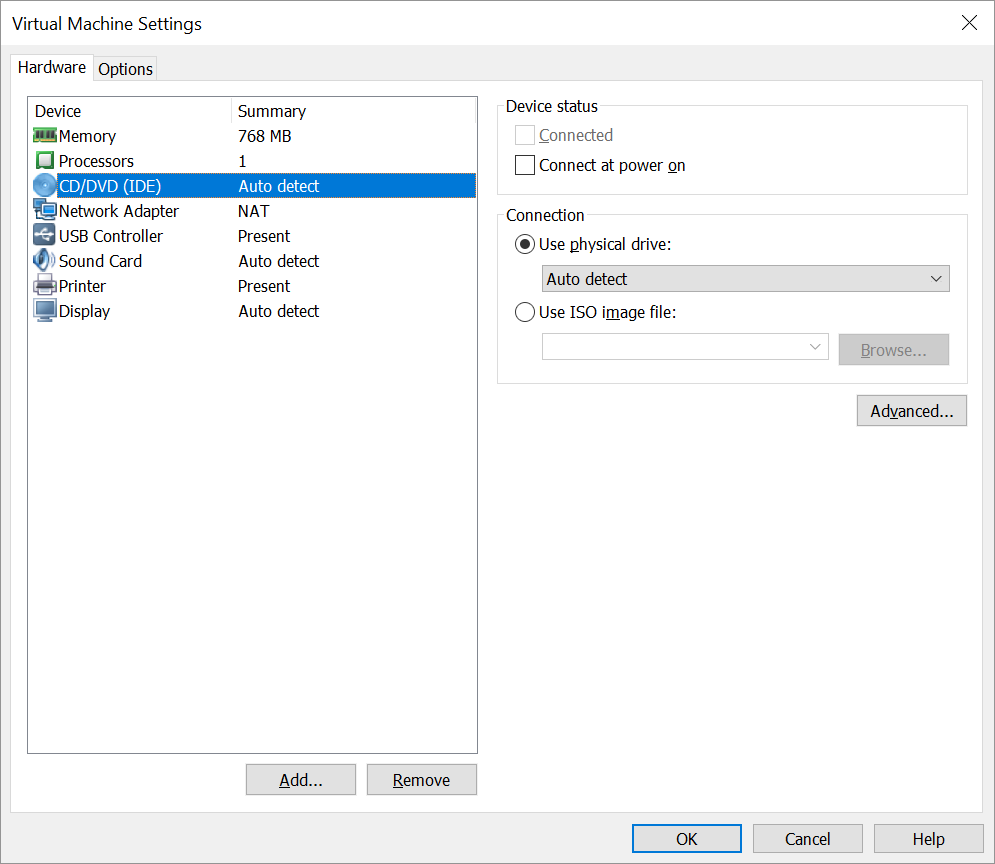 Virtual Machine Settings
Hardware Options
Device Summary
Memory 768 MB
Processors 1
CD/DVD (IDE) Auto detect
Network Adapter NAT
USB Controller Present
Sound Card Auto detect
Printer Present
Display Auto detect
Add... Remove
Device status
Connected
Connect at power on
Connection
Use physical drive:
Auto detect
Use ISO image file:
Browse...
Advanced...
OK Cancel Help